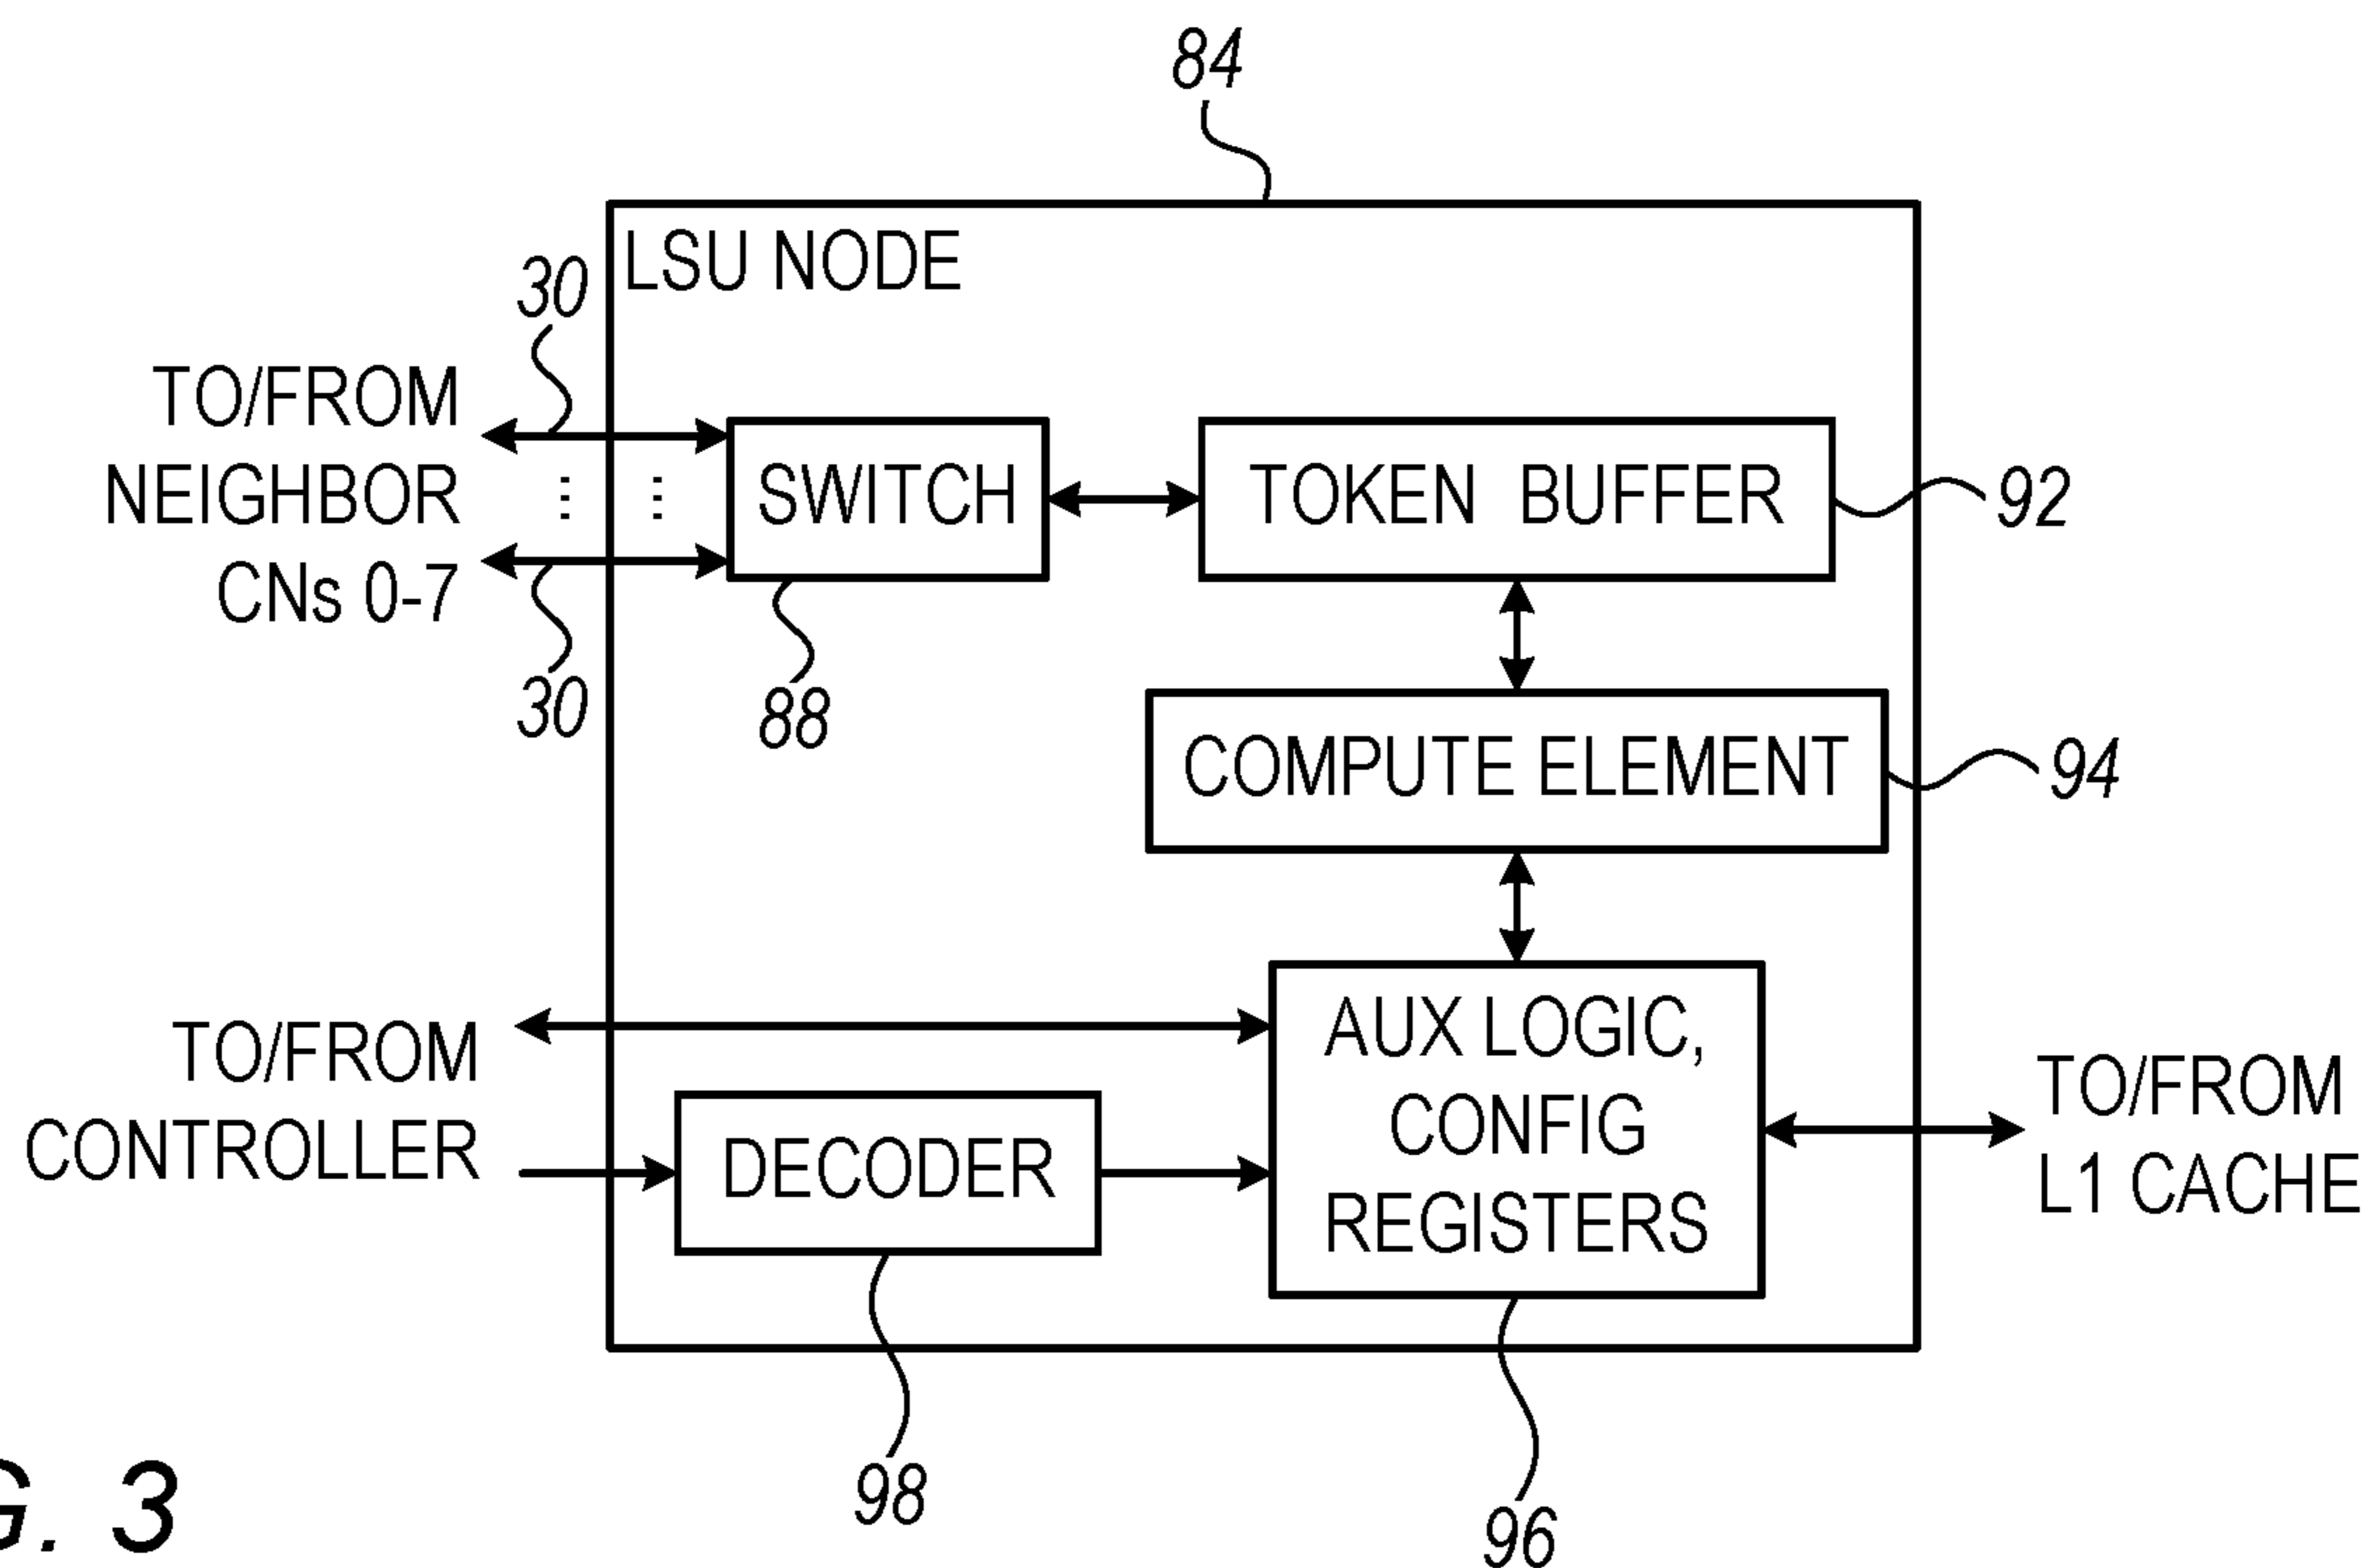 84
LSU NODE
30
TO/FROM
NEIGHBOR
CNs 0-7
SWITCH
TOKEN BUFFER
92
30
88
COMPUTE ELEMENT
94
TO/FROM
CONTROLLER
DECODER
AUX LOGIC,
CONFIG
REGISTERS
TO/FROM
L1 CACHE
98
96
G. 3